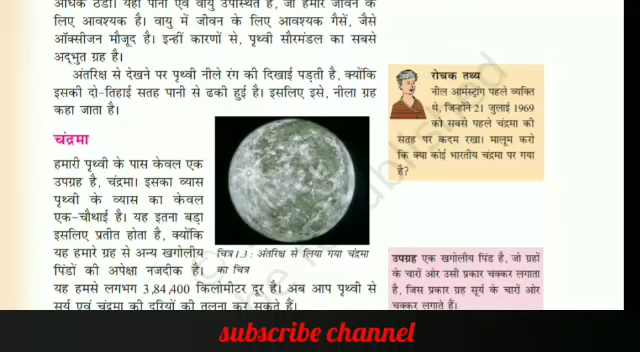 अधिक ठंडी। यहाँ पानी एवं वायु उपस्थित है, जो हमारे जीवन के
लिए आवश्यक है। वायु में जीवन के लिए आवश्यक गैसें, जैसे
ऑक्सीजन मौजूद है। इन्हीं कारणों से, पृथ्वी सौरमंडल का सबसे
अद्‌भुत ग्रह है।
अंतरिक्ष से देखने पर पृथ्वी नीले रंग की दिखाई पड़ती है, क्योंकि
इसकी दो-तिहाई सतह पानी से ढकी हुई है। इसलिए इसे, नीला ग्रह
कहा जाता है।
चंद्रमा
हमारी पृथ्वी के पास केवल एक
उपग्रह है, चंद्रमा। इसका व्यास
पृथ्वी के व्यास का केवल
एक-चौथाई है। यह इतना बड़ा
इसलिए प्रतीत होता है, क्योंकि
यह हमारे ग्रह से अन्य खगोलीय
पिंडों की अपेक्षा नजदीक है।
यह हमसे लगभग 3,84,400 किलोमीटर दूर है। अब आप पृथ्वी से
सूर्य एवं चंद्रमा की दूरियों की तुलना कर सकते हैं।
चित्र1.3 : अंतरिक्ष से लिया गया चंद्रमा
का चित्र
रोचक तथ्य
नील आर्मस्ट्रांग पहले व्यक्ति
थे, जिन्होंने 21 जुलाई 1969
को सबसे पहले चंद्रमा की
सतह पर कदम रखा। मालूम करो
कि क्या कोई भारतीय चंद्रमा पर गया
है?
उपग्रह एक खगोलीय पिंड है, जो ग्रहों
के चारों ओर उसी प्रकार चक्कर लगाता
है, जिस प्रकार ग्रह सूर्य के चारों ओर
चक्कर लगाते हैं।
subscribe channel